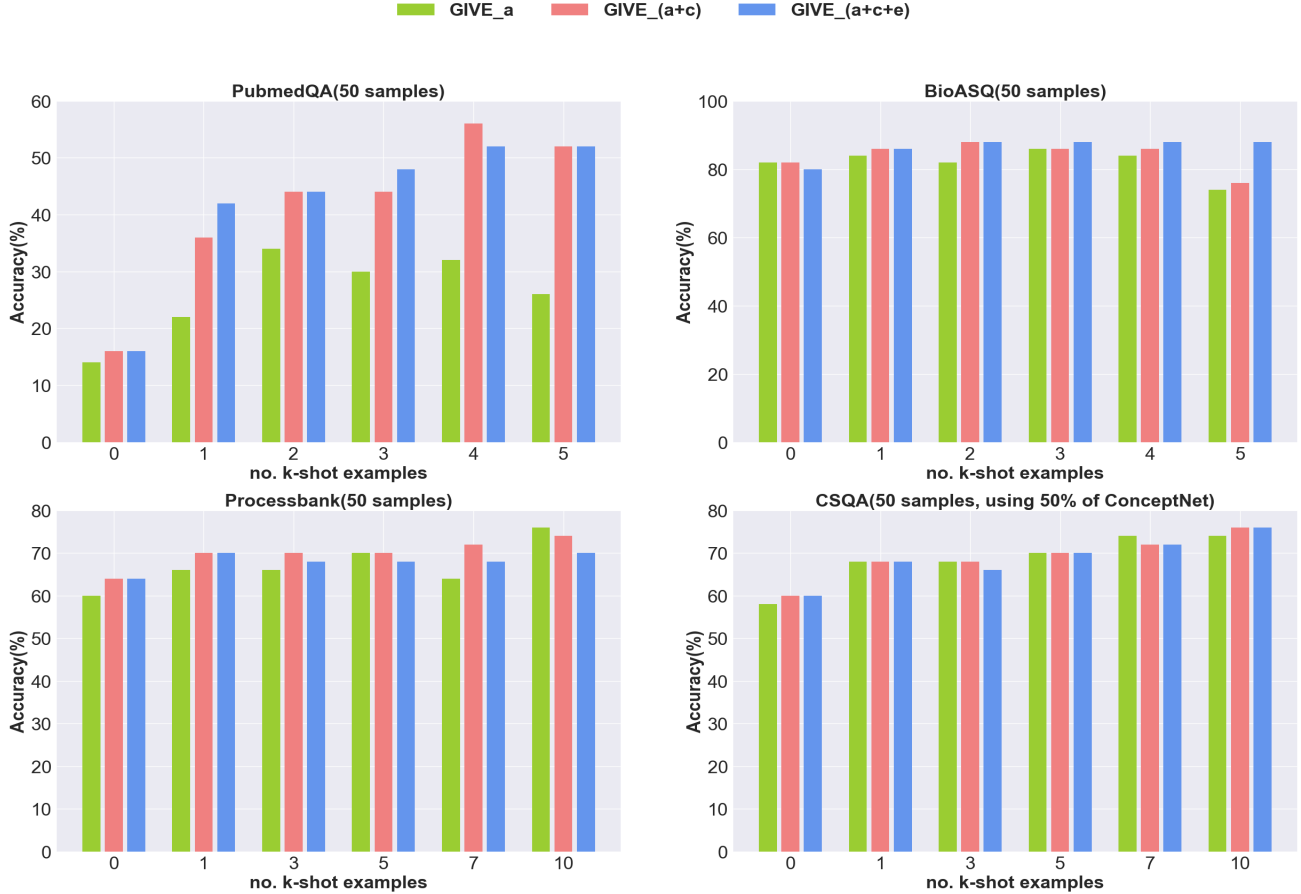 GIVE_a GIVE_(a+c) GIVE_(a+c+e)
PubmedQA(50 samples)
60
50
40
30
20
10
0
Accuracy(%)
0 1 2 3 4 5
no. k-shot examples
BioASQ(50 samples)
100
80
60
40
20
0
Accuracy(%)
0 1 2 3 4 5
no. k-shot examples
Processbank(50 samples)
80
70
60
50
40
30
20
10
0
Accuracy(%)
0 1 3 5 7 10
no. k-shot examples
CSQA(50 samples, using 50% of ConceptNet)
80
70
60
50
40
30
20
10
0
Accuracy(%)
0 1 3 5 7 10
no. k-shot examples